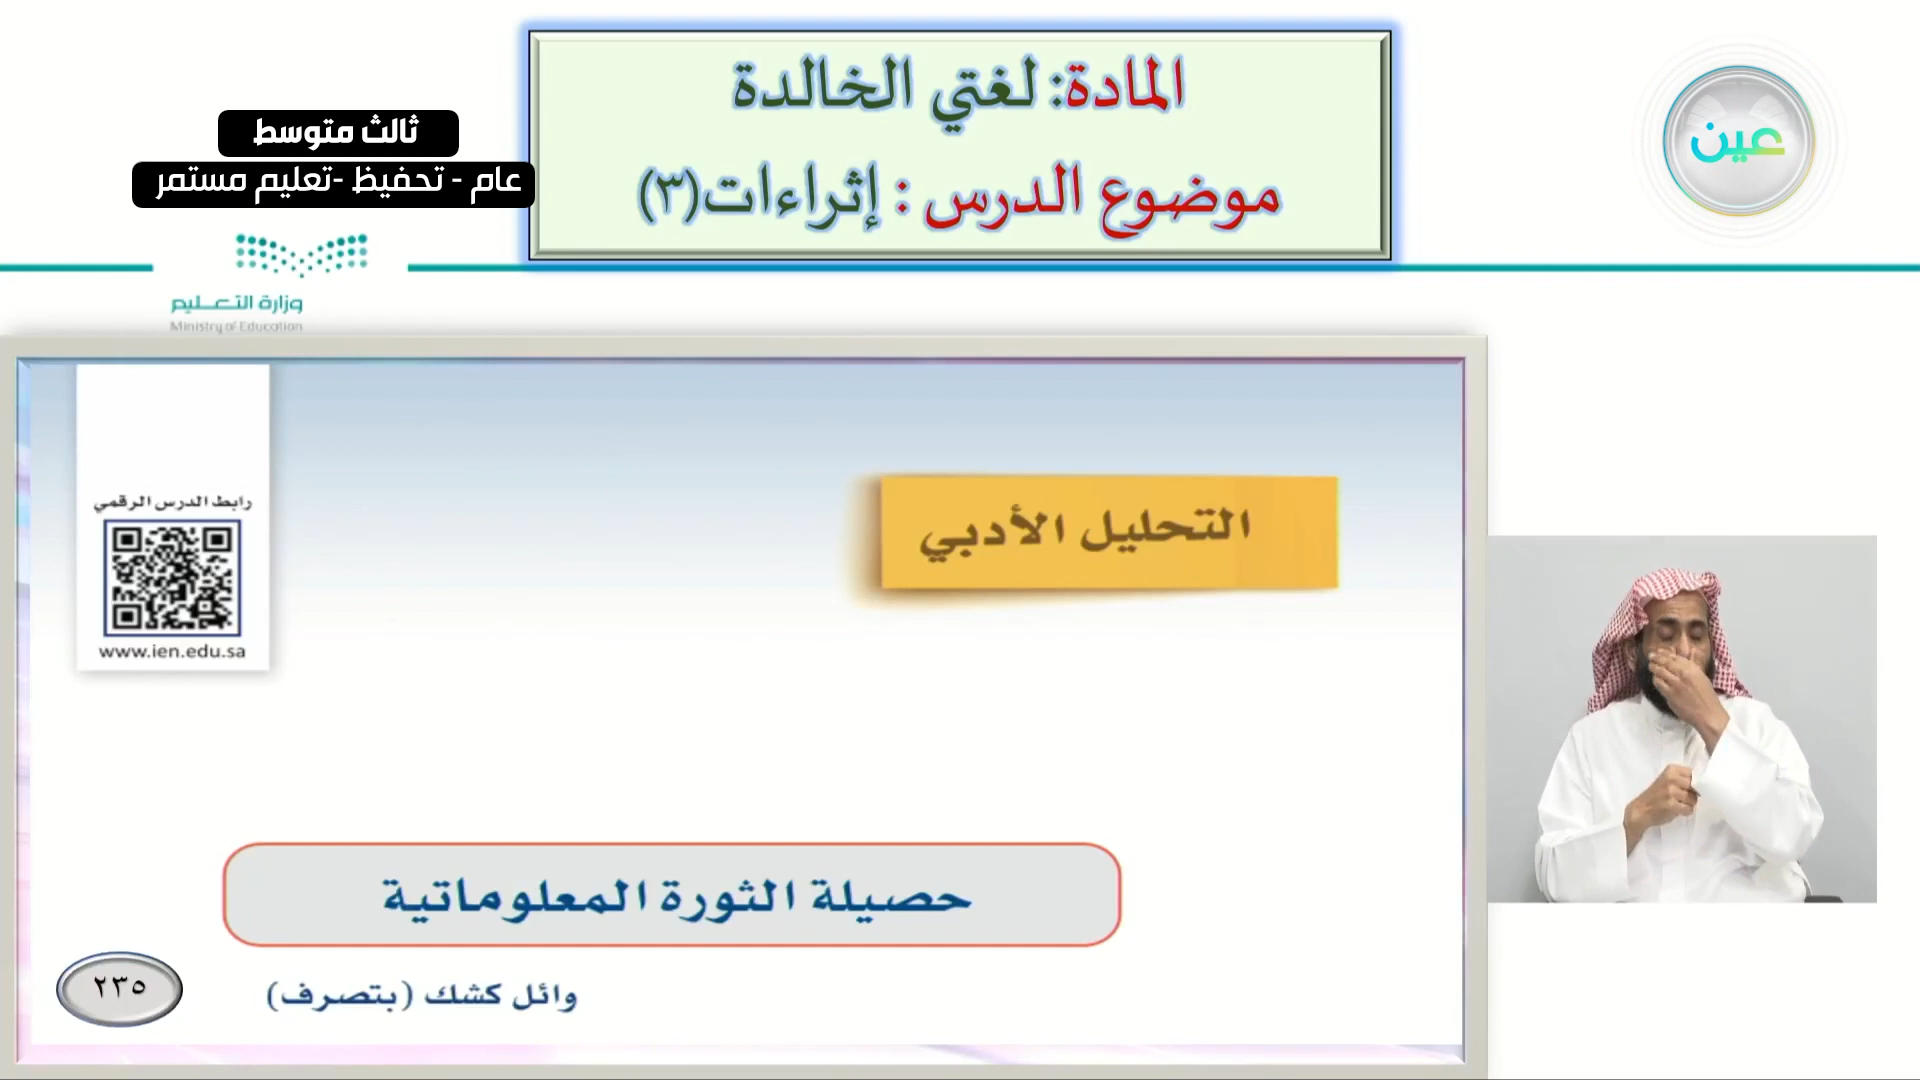 المادة: لغتي الخالدة
موضوع الدرس : إثراءات(٣)
عين
ثالث متوسط
عام - تحفيظ -تعليم مستمر
وزارة التعليم
Ministry of Education
رابط الدرس الرقمي
www.ien.edu.sa
التحليل الأدبي
حصيلة الثورة المعلوماتية
وائل كشك (بتصرف)
٢٣٥